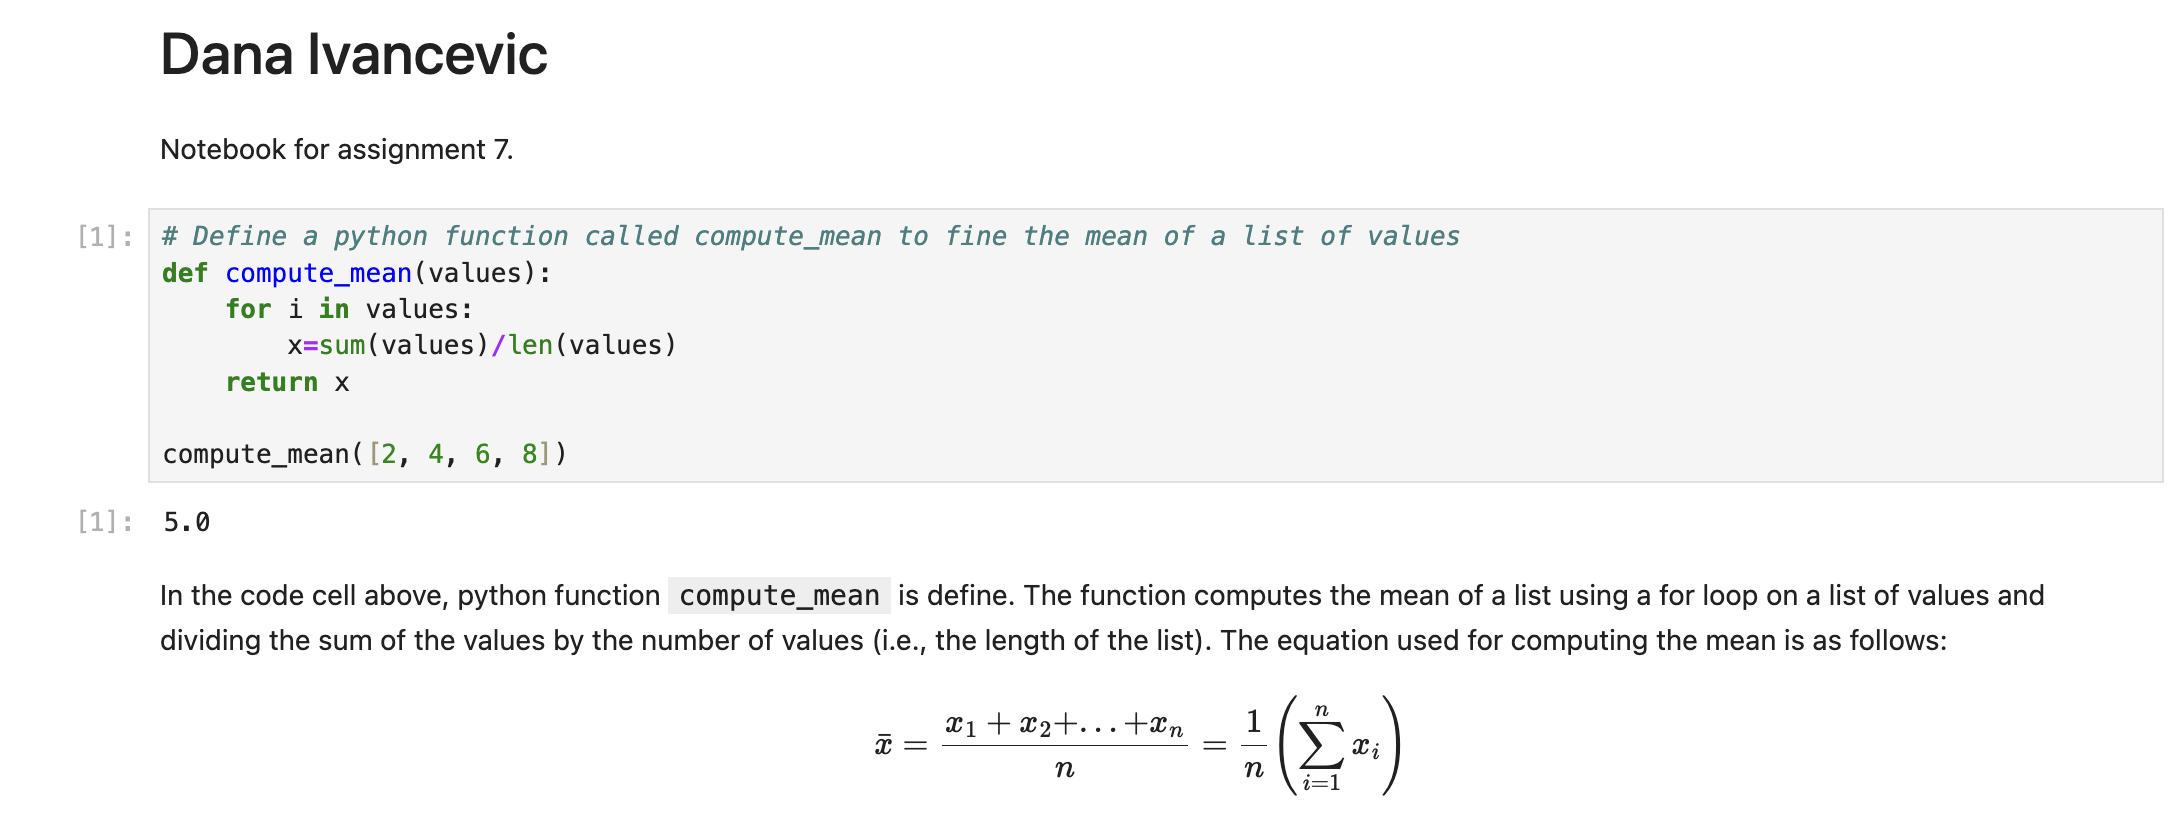 Dana Ivancevic
Notebook for assignment 7.
[1]: # Define a python function called compute_mean to fine the mean of a list of values
def compute_mean(values):
    for i in values:
        x=sum(values)/len(values)
    return x

compute_mean([2, 4, 6, 8])
[1]: 5.0
In the code cell above, python function compute_mean is define. The function computes the mean of a list using a for loop on a list of values and
dividing the sum of the values by the number of values (i.e., the length of the list). The equation used for computing the mean is as follows:
x̄ = \frac{x_1 + x_2 + ... + x_n}{n} = \frac{1}{n} \left( \sum_{i=1}^{n} x_i \right)